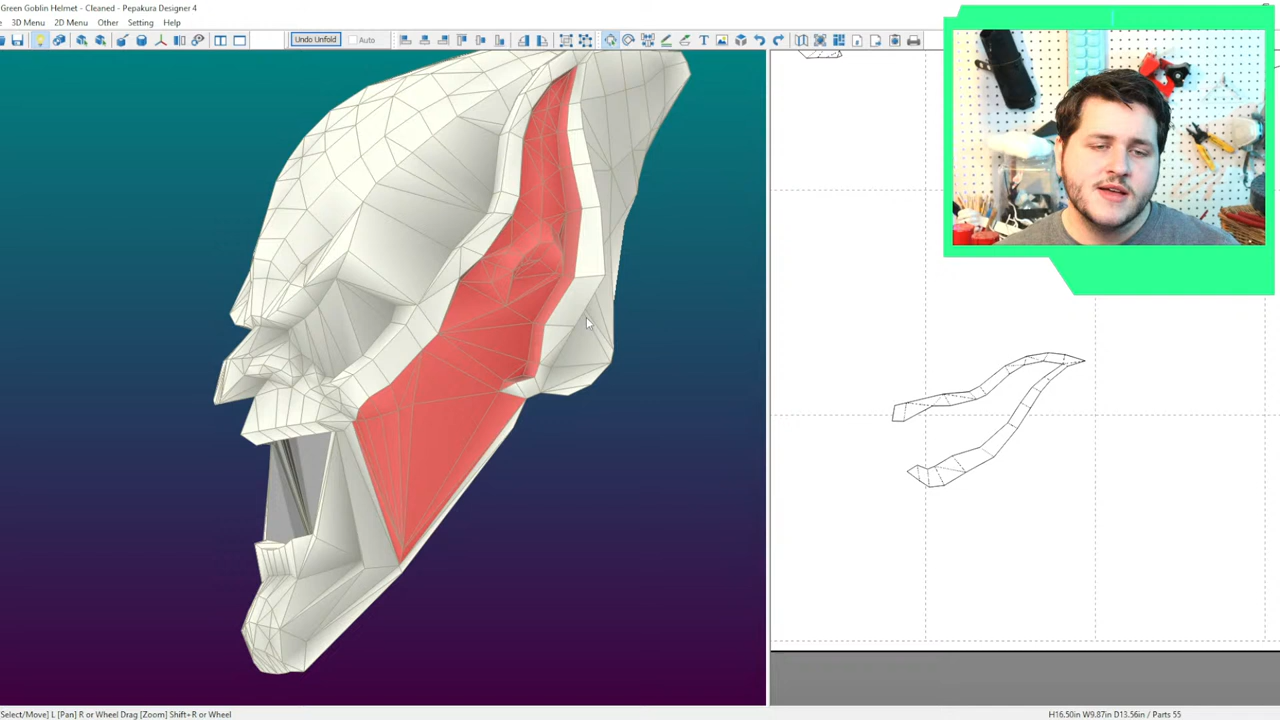 Green Goblin Helmet - Cleaned - Pepakura Designer 4
3D Menu 2D Menu Other Setting Help
Undo Unfold Auto
[Select/Move] L [Pan] R or Wheel Drag [Zoom] Shift+R or Wheel
H16.50in W9.87in D13.56in / Parts 55